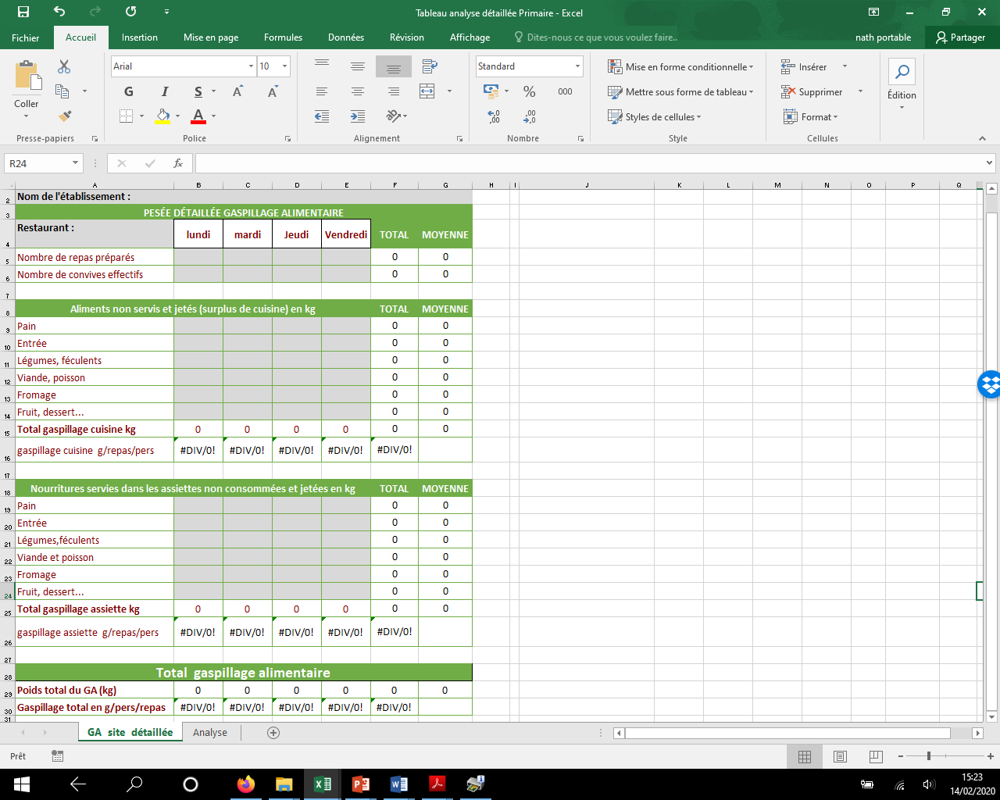 Tableau analyse détaillée Primaire - Excel
Fichier Accueil Insertion Mise en page Formules Données Révision Affichage Dites-nous ce que vous voulez faire.. nath portable Partager
Coller
Arial 10
G I S A A
A
Standard
% 000
Mise en forme conditionnelle
Mettre sous forme de tableau
Styles de cellules
Insérer
Supprimer
Format
Édition
Presse-papiers Police Alignement Nombre Style Cellules
R24 fx
A B C D E F G H I J K L M N O P Q
2 Nom de l'établissement :
3 PESÉE DÉTAILLÉE GASPILLAGE ALIMENTAIRE
4 Restaurant : lundi mardi Jeudi Vendredi TOTAL MOYENNE
5 Nombre de repas préparés 0 0
6 Nombre de convives effectifs 0 0
7
8 Aliments non servis et jetés (surplus de cuisine) en kg TOTAL MOYENNE
9 Pain 0 0
10 Entrée 0 0
11 Légumes, féculents 0 0
12 Viande, poisson 0 0
13 Fromage 0 0
14 Fruit, dessert... 0 0
15 Total gaspillage cuisine kg 0 0 0 0 0 0
16 gaspillage cuisine g/repas/pers #DIV/0! #DIV/0! #DIV/0! #DIV/0! #DIV/0!
17
18 Nourritures servies dans les assiettes non consommées et jetées en kg TOTAL MOYENNE
19 Pain 0 0
20 Entrée 0 0
21 Légumes,féculents 0 0
22 Viande et poisson 0 0
23 Fromage 0 0
24 Fruit, dessert... 0 0
25 Total gaspillage assiette kg 0 0 0 0 0 0
26 gaspillage assiette g/repas/pers #DIV/0! #DIV/0! #DIV/0! #DIV/0! #DIV/0!
27
28 Total gaspillage alimentaire
29 Poids total du GA (kg) 0 0 0 0 0 0
30 Gaspillage total en g/pers/repas #DIV/0! #DIV/0! #DIV/0! #DIV/0! #DIV/0!
31
GA site détaillée Analyse
Prêt
15:23
14/02/2020